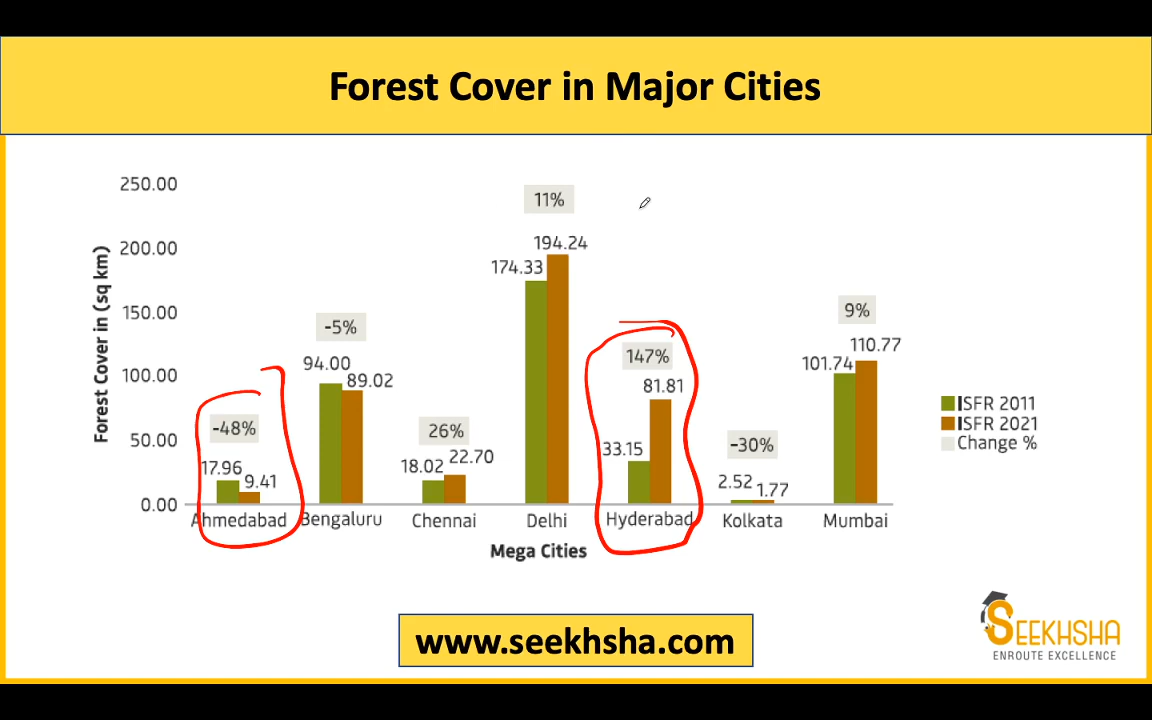 Forest Cover in Major Cities
250.00
200.00
150.00
100.00
50.00
0.00
Forest Cover in (sq km)
-48%
17.96
9.41
Ahmedabad
-5%
94.00
89.02
Bengaluru
26%
18.02
22.70
Chennai
11%
174.33
194.24
Delhi
147%
33.15
81.81
Hyderabad
-30%
2.52
1.77
Kolkata
9%
101.74
110.77
Mumbai
Mega Cities
ISFR 2011
ISFR 2021
Change %
www.seekhsha.com
SEEKHSHA
ENROUTE EXCELLENCE